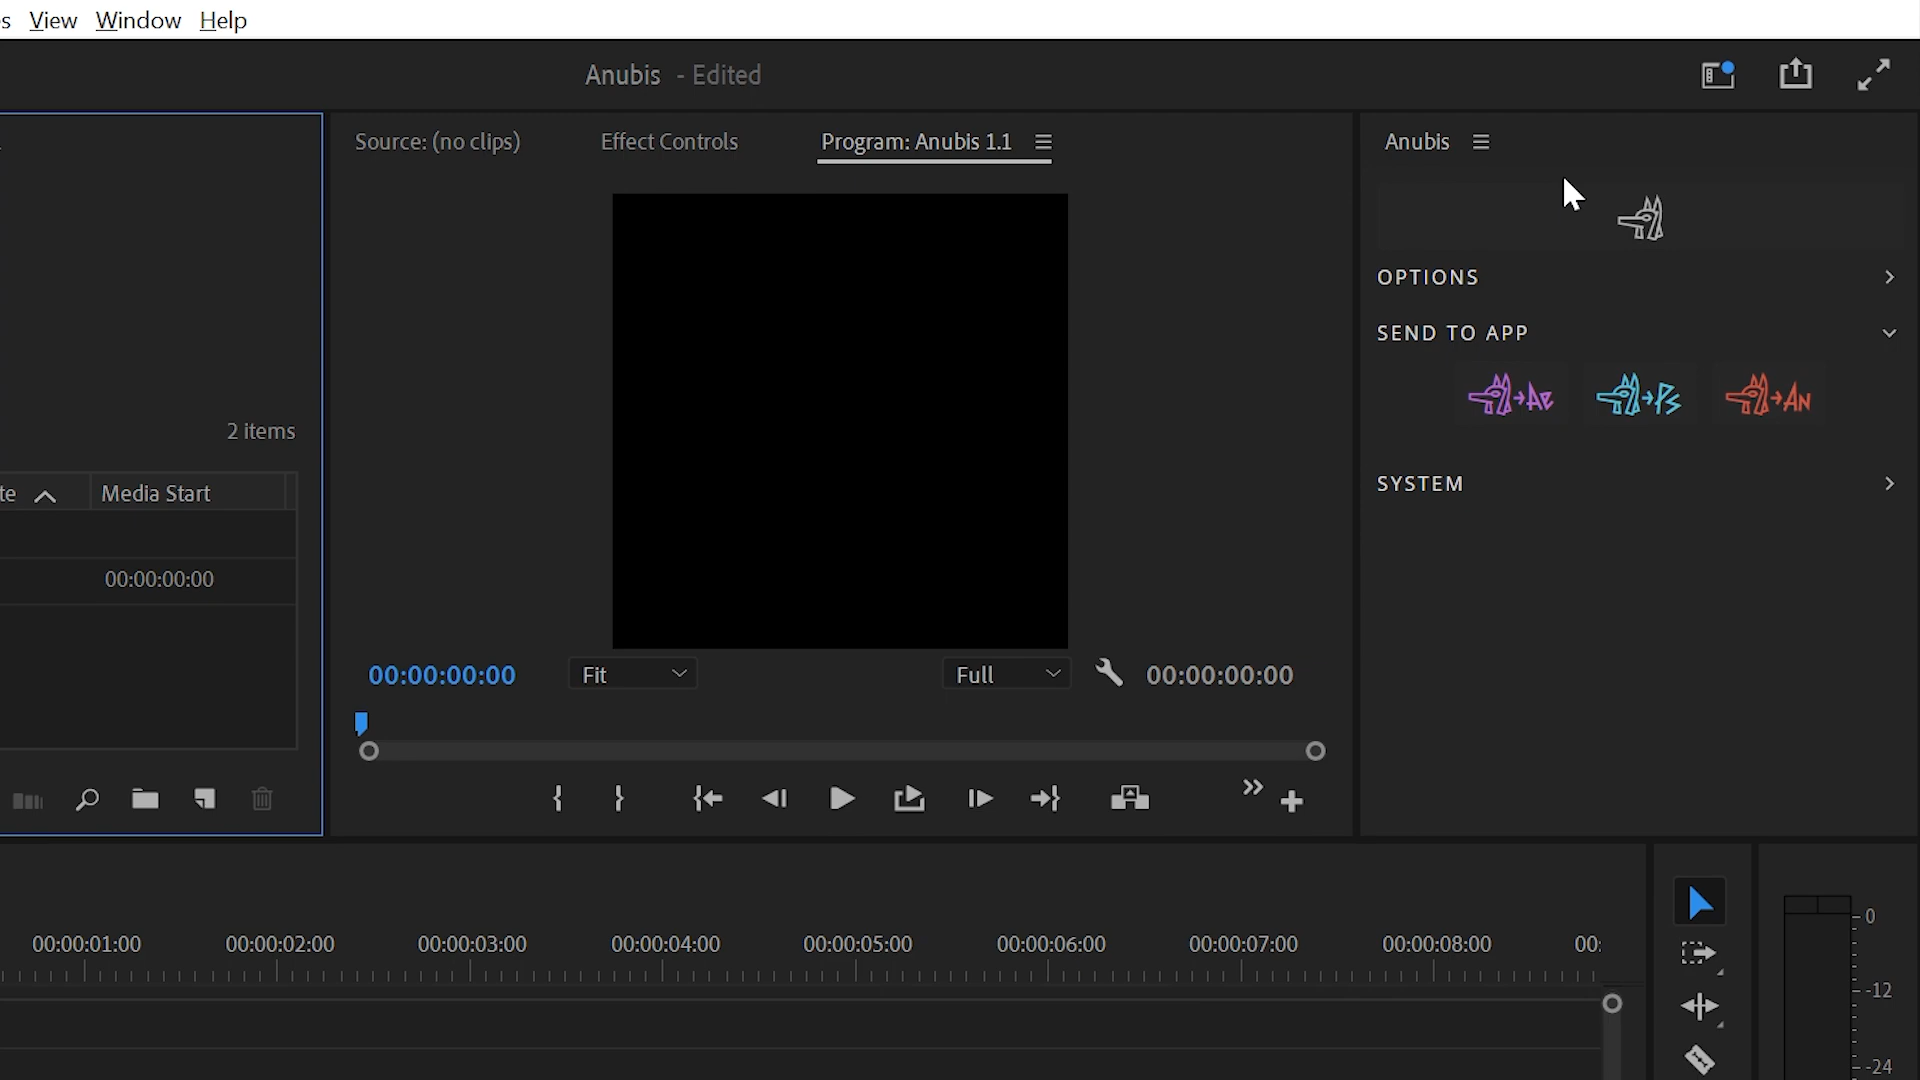 View Window Help
Anubis - Edited
Source: (no clips) Effect Controls Program: Anubis 1.1
Anubis
OPTIONS
SEND TO APP
Ae Ps An
SYSTEM
2 items
Media Start
00:00:00:00
00:00:00:00 Fit Full 00:00:00:00
00:00:01:00 00:00:02:00 00:00:03:00 00:00:04:00 00:00:05:00 00:00:06:00 00:00:07:00 00:00:08:00 00:
0
-12
-24